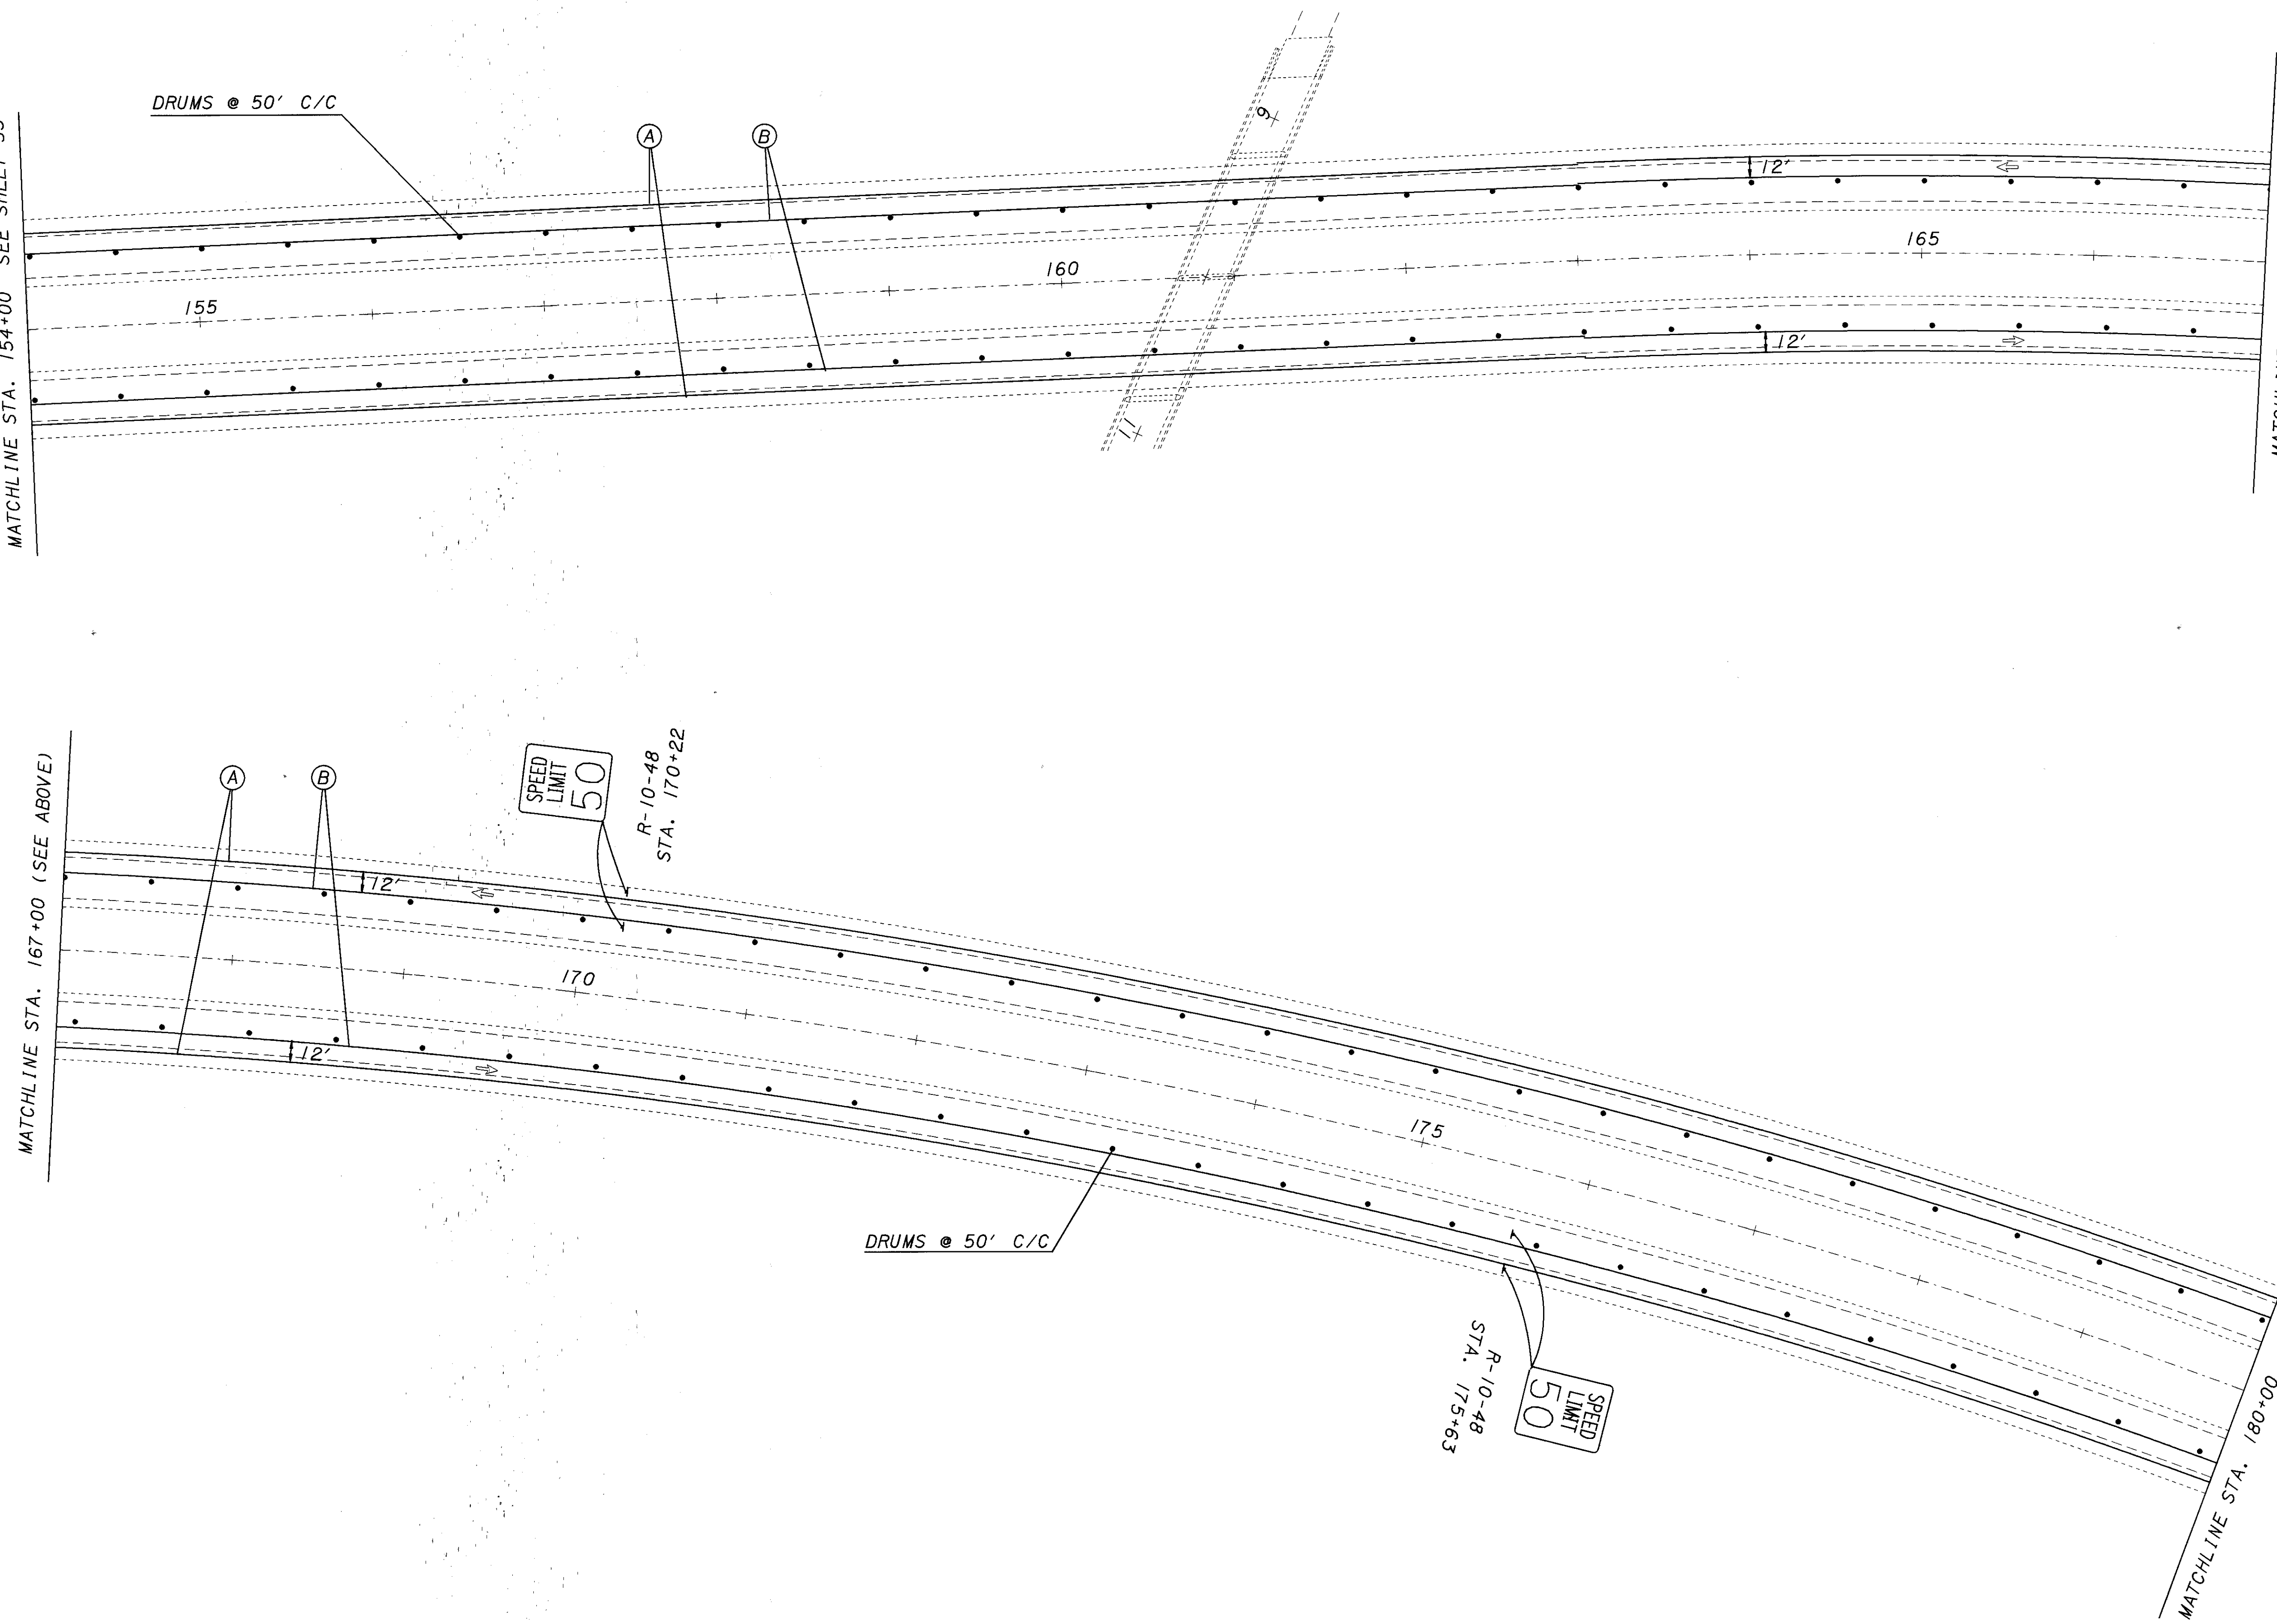 DRUMS @ 50' C/C
A
B
9
12'
165
160
155
12'
11
MATCHLINE STA. 154+00 SEE SHEET
A
B
SPEED
LIMIT
50
R-10-48
STA. 170+22
MATCHLINE STA. 167+00 (SEE ABOVE)
12'
170
12'
175
DRUMS @ 50' C/C
R-10-48
STA. 175+63
SPEED
LIMIT
50
MATCHLINE STA. 180+00